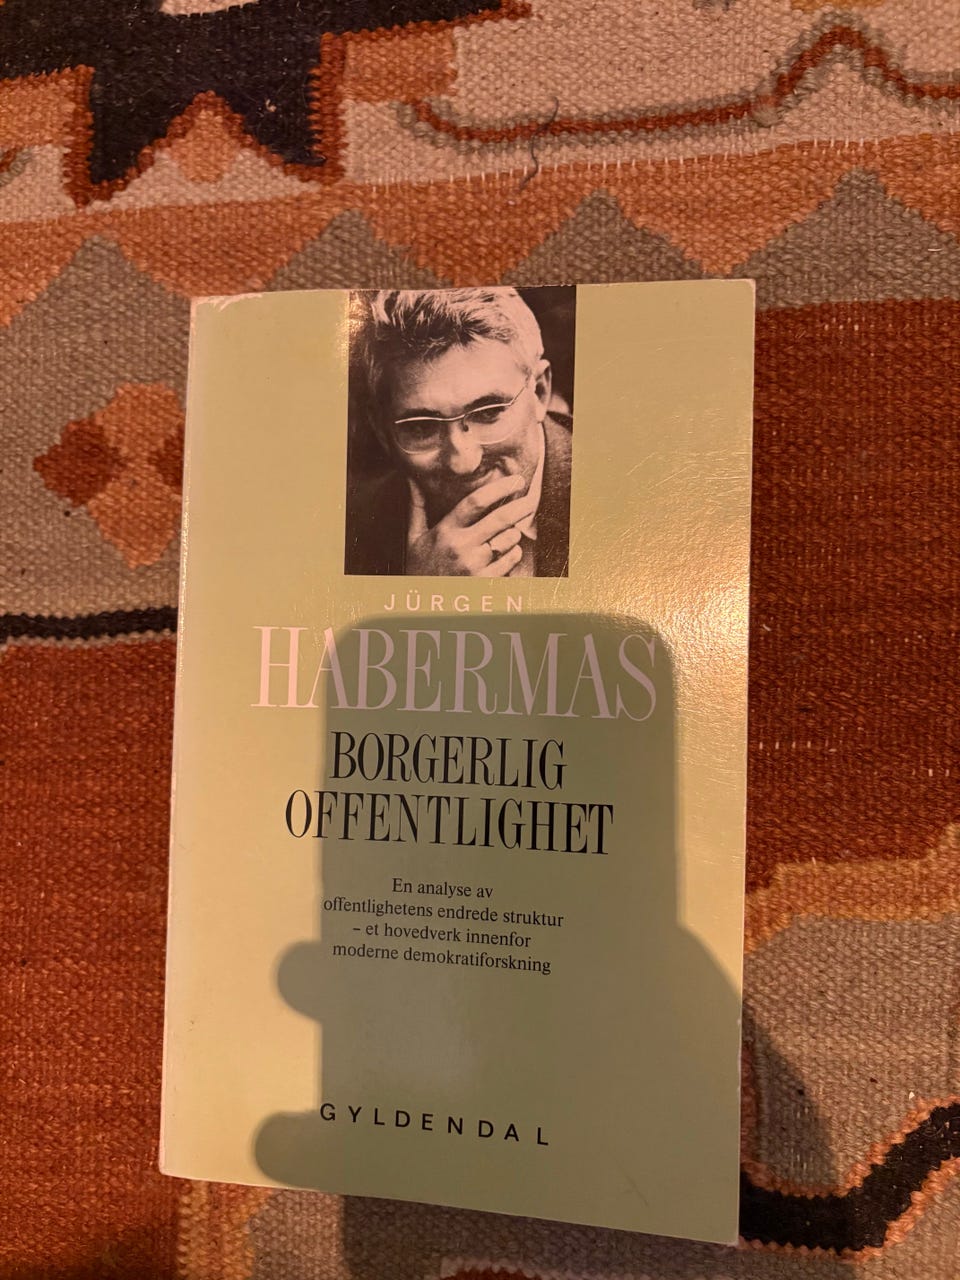 JÜRGEN
HABERMAS
BORGERLIG
OFFENTLIGHET
En analyse av
offentlighetens endrede struktur
– et hovedverk innenfor
moderne demokratiforskning
GYLDENDAL